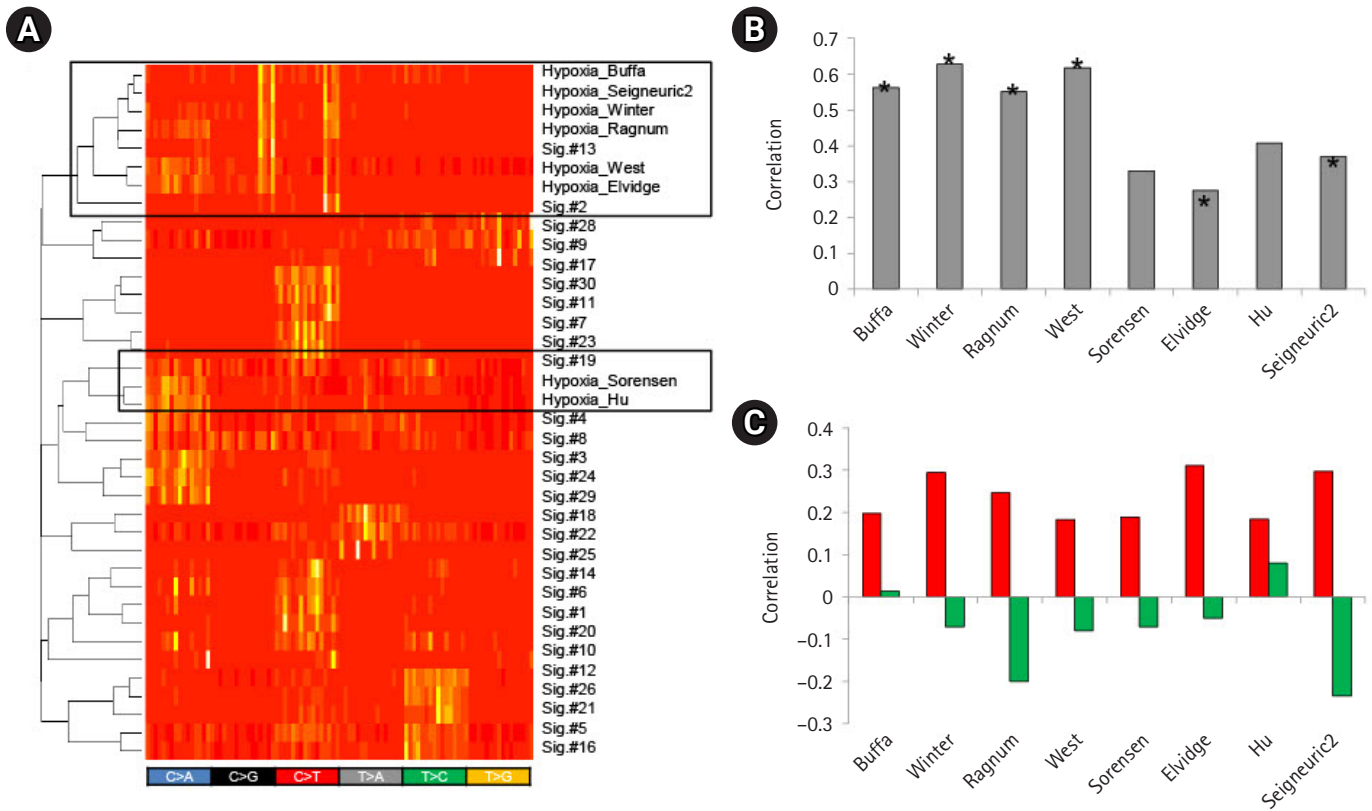 A
Hypoxia_Buffa
Hypoxia_Seigneuric2
Hypoxia_Winter
Hypoxia_Ragnum
Sig.#13
Hypoxia_West
Hypoxia_Elvidge
Sig.#2
Sig.#28
Sig.#9
Sig.#17
Sig.#30
Sig.#11
Sig.#7
Sig.#23
Sig.#19
Hypoxia_Sorensen
Hypoxia_Hu
Sig.#4
Sig.#8
Sig.#3
Sig.#24
Sig.#29
Sig.#18
Sig.#22
Sig.#25
Sig.#14
Sig.#6
Sig.#1
Sig.#20
Sig.#10
Sig.#12
Sig.#26
Sig.#21
Sig.#5
Sig.#16
C>A C>G C>T T>A T>C T>G
B
Correlation
0.7
0.6
0.5
0.4
0.3
0.2
0.1
0
* * * * * *
Buffa Winter Ragnum West Sorensen Elvidge Hu Seigneuric2
C
Correlation
0.4
0.3
0.2
0.1
0
−0.1
−0.2
−0.3
Buffa Winter Ragnum West Sorensen Elvidge Hu Seigneuric2